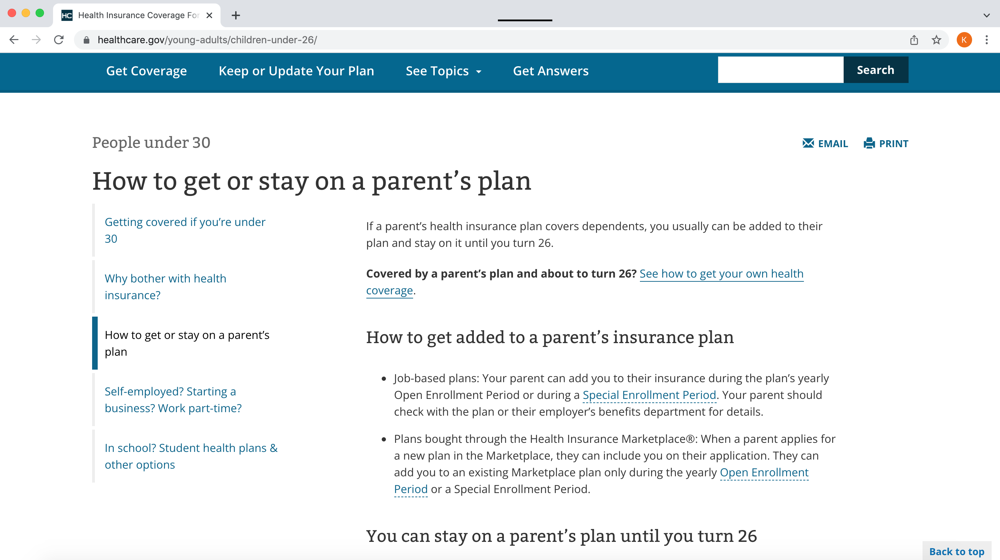 HC Health Insurance Coverage For
healthcare.gov/young-adults/children-under-26/
K
Get Coverage Keep or Update Your Plan See Topics Get Answers Search
People under 30
EMAIL PRINT
How to get or stay on a parent’s plan
Getting covered if you’re under
30
Why bother with health
insurance?
How to get or stay on a parent’s
plan
Self-employed? Starting a
business? Work part-time?
In school? Student health plans &
other options
If a parent’s health insurance plan covers dependents, you usually can be added to their
plan and stay on it until you turn 26.
Covered by a parent’s plan and about to turn 26? See how to get your own health
coverage.
How to get added to a parent’s insurance plan
• Job-based plans: Your parent can add you to their insurance during the plan’s yearly
Open Enrollment Period or during a Special Enrollment Period. Your parent should
check with the plan or their employer’s benefits department for details.
• Plans bought through the Health Insurance Marketplace®: When a parent applies for
a new plan in the Marketplace, they can include you on their application. They can
add you to an existing Marketplace plan only during the yearly Open Enrollment
Period or a Special Enrollment Period.
You can stay on a parent’s plan until you turn 26
Back to top